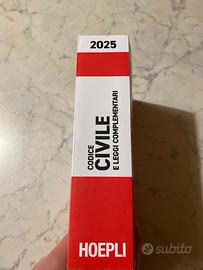 2025
CODICE
CIVILE
E LEGGI COMPLEMENTARI
HOEPLI
subito